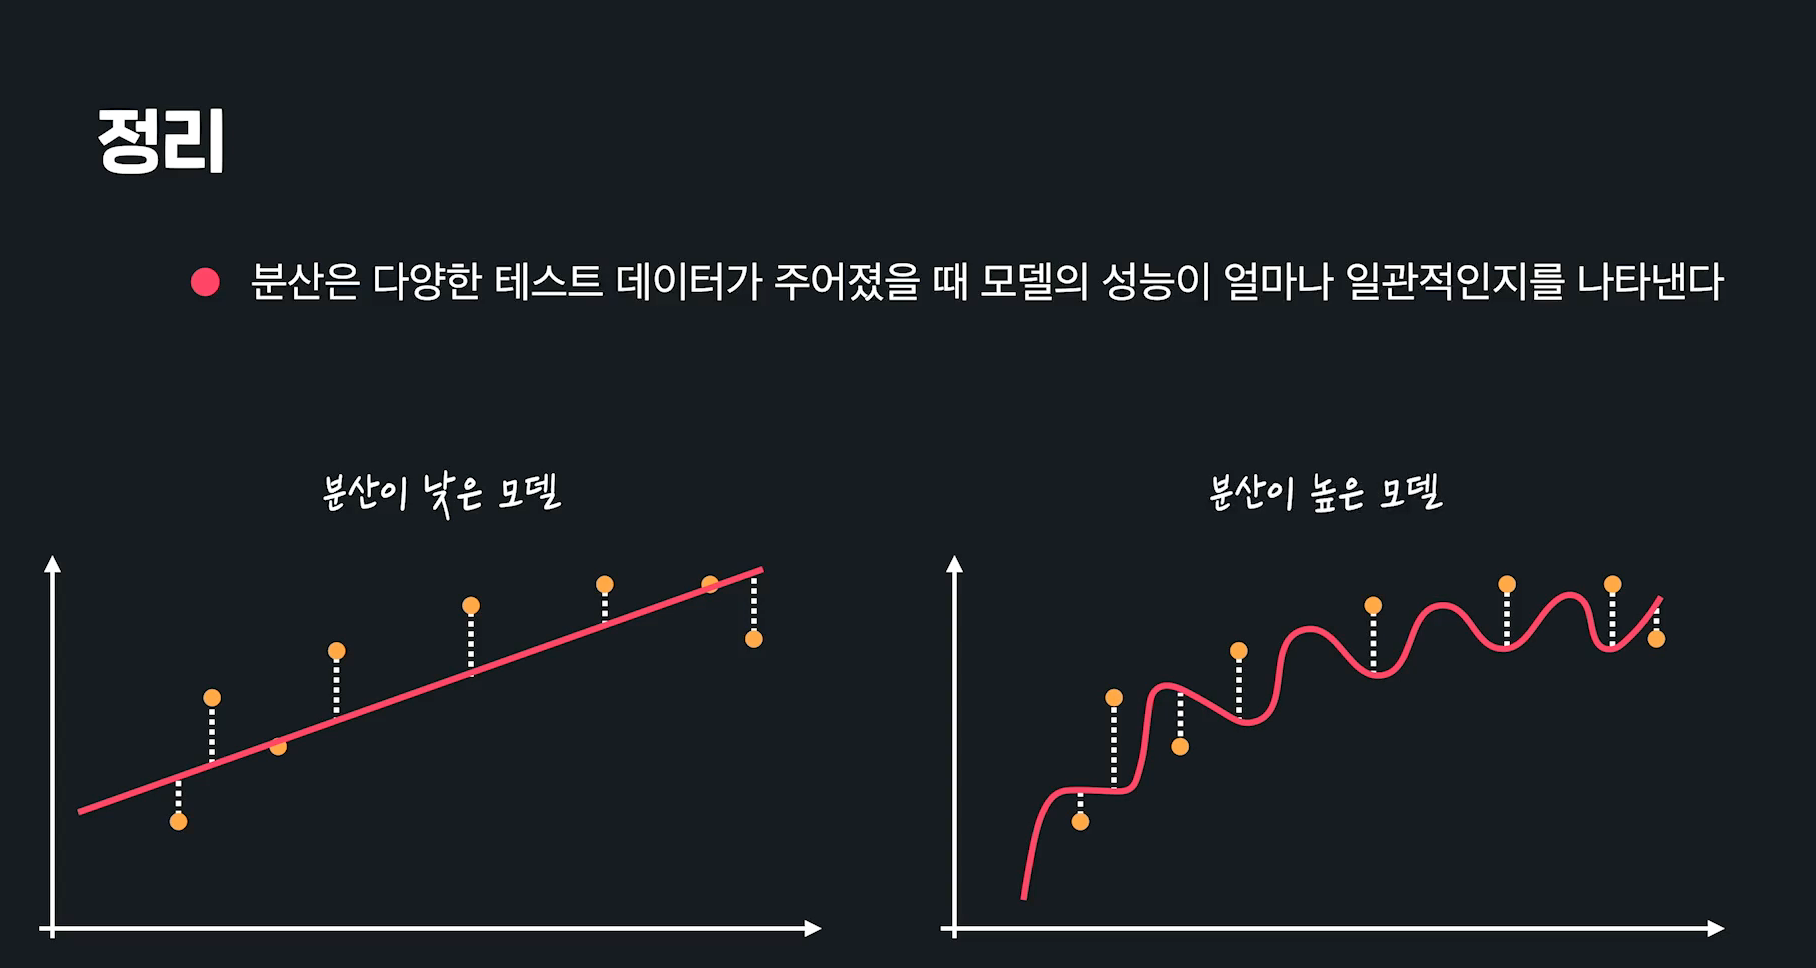 정리
분산은 다양한 테스트 데이터가 주어졌을 때 모델의 성능이 얼마나 일관적인지를 나타낸다
분산이 낮은 모델
분산이 높은 모델